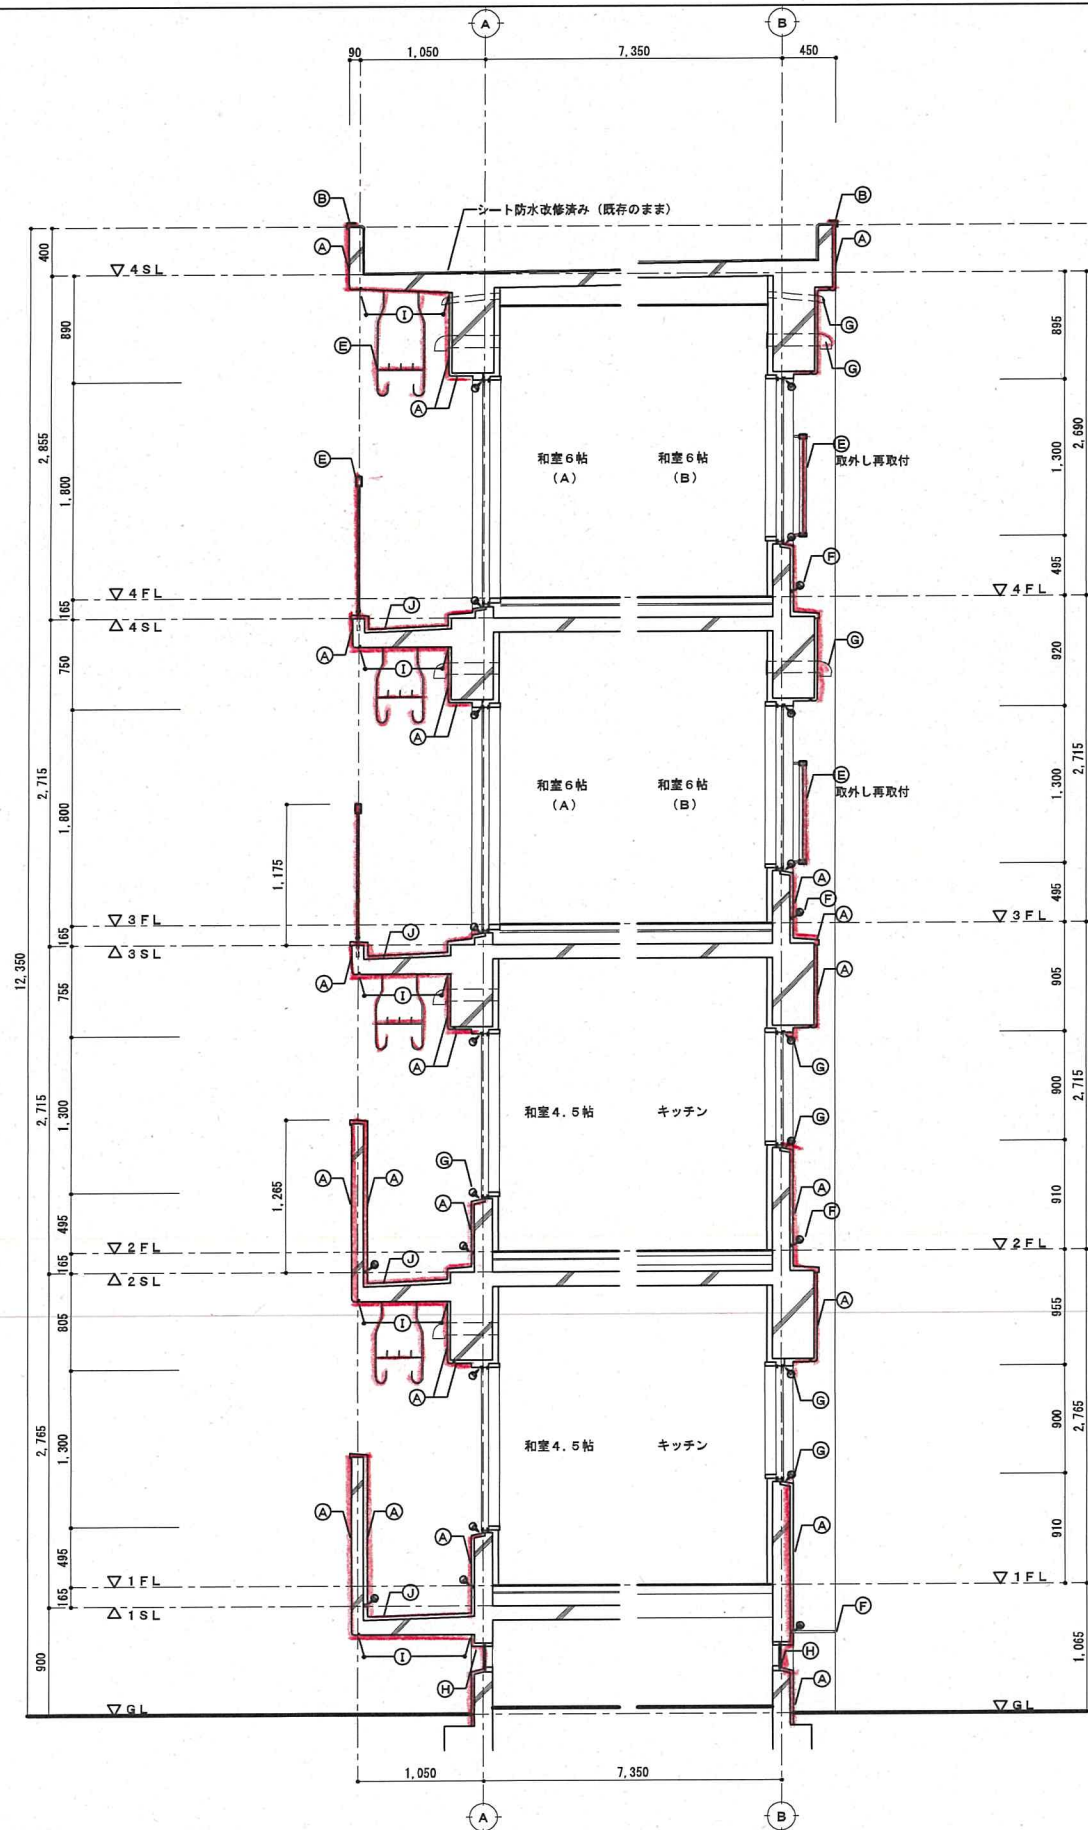 A
B
90
1,050
7,350
450
B
シート防水改修済み（既存のまま）
B
A
A
400
▽4SL
I
G
890
895
E
G
A
2,855
2,690
和室6帖
（A）
和室6帖
（B）
E
取外し再取付
1,300
E
1,800
F
495
▽4FL
▽4FL
J
165
△4SL
A
I
G
750
920
A
2,715
2,715
和室6帖
（A）
和室6帖
（B）
E
取外し再取付
1,300
1,800
1,175
A
F
495
▽3FL
A
▽3FL
J
165
△3SL
A
I
A
12,350
755
905
A
G
2,715
2,715
和室4.5帖
キッチン
900
1,300
G
G
A
A
A
A
910
1,265
495
F
▽2FL
▽2FL
J
165
△2SL
A
I
805
955
A
G
2,765
2,765
和室4.5帖
キッチン
900
1,300
G
A
A
A
A
910
495
▽1FL
▽1FL
J
165
△1SL
F
I
H
900
1,065
H
A
▽GL
▽GL
1,050
7,350
A
B